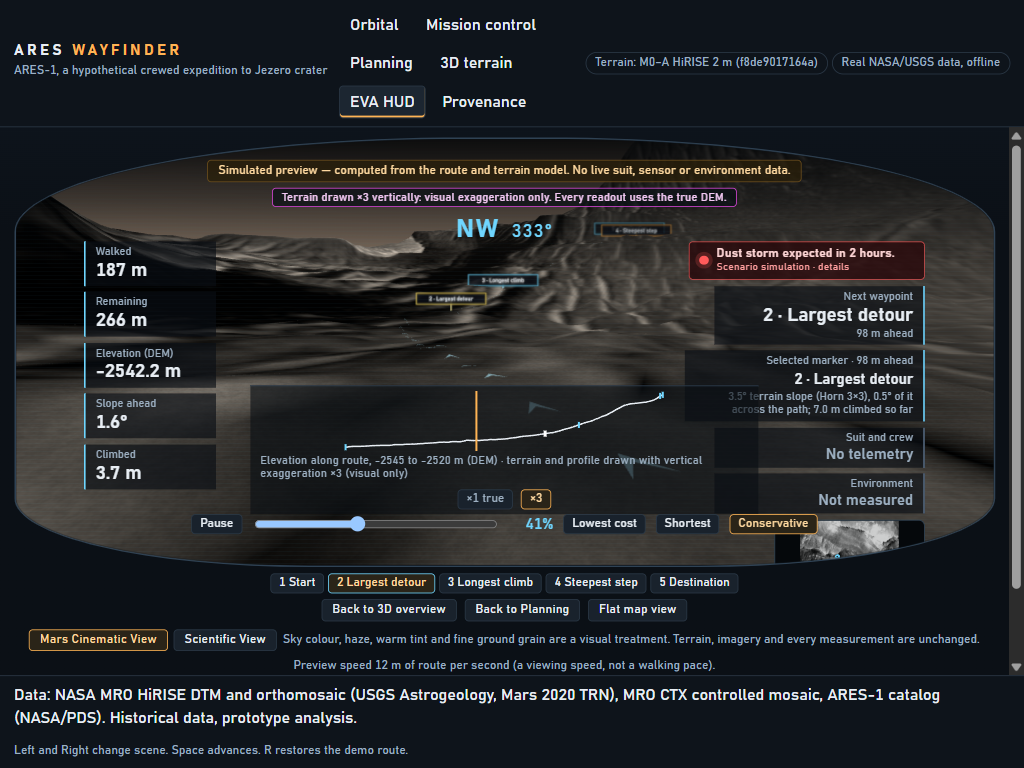 ARES WAYFINDER
ARES-1, a hypothetical crewed expedition to Jezero crater
Orbital
Mission control
Planning
3D terrain
EVA HUD
Provenance
Terrain: M0-A HiRISE 2 m (f8de9017164a)
Real NASA/USGS data, offline
Simulated preview — computed from the route and terrain model. No live suit, sensor or environment data.
Terrain drawn ×3 vertically: visual exaggeration only. Every readout uses the true DEM.
NW 333°
4 · Steepest step
3 · Longest climb
2 · Largest detour
Walked
187 m
Remaining
266 m
Elevation (DEM)
−2542.2 m
Slope ahead
1.6°
Climbed
3.7 m
Dust storm expected in 2 hours.
Scenario simulation · details
Next waypoint
2 · Largest detour
98 m ahead
Selected marker · 98 m ahead
2 · Largest detour
3.5° terrain slope (Horn 3×3), 0.5° of it
across the path; 7.0 m climbed so far
Suit and crew
No telemetry
Environment
Not measured
Elevation along route, −2545 to −2520 m (DEM) · terrain and profile drawn with vertical
exaggeration ×3 (visual only)
×1 true
×3
Pause
41%
Lowest cost
Shortest
Conservative
1 Start
2 Largest detour
3 Longest climb
4 Steepest step
5 Destination
Back to 3D overview
Back to Planning
Flat map view
Mars Cinematic View
Scientific View
Sky colour, haze, warm tint and fine ground grain are a visual treatment. Terrain, imagery and every measurement are unchanged.
Preview speed 12 m of route per second (a viewing speed, not a walking pace).
Data: NASA MRO HiRISE DTM and orthomosaic (USGS Astrogeology, Mars 2020 TRN), MRO CTX controlled mosaic, ARES-1 catalog
(NASA/PDS). Historical data, prototype analysis.
Left and Right change scene. Space advances. R restores the demo route.